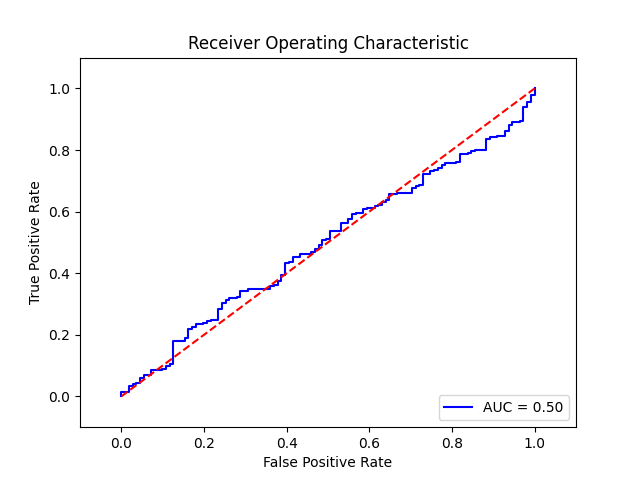 Receiver Operating Characteristic
True Positive Rate
1.0
0.8
0.6
0.4
0.2
0.0
AUC = 0.50
0.0 0.2 0.4 0.6 0.8 1.0
False Positive Rate